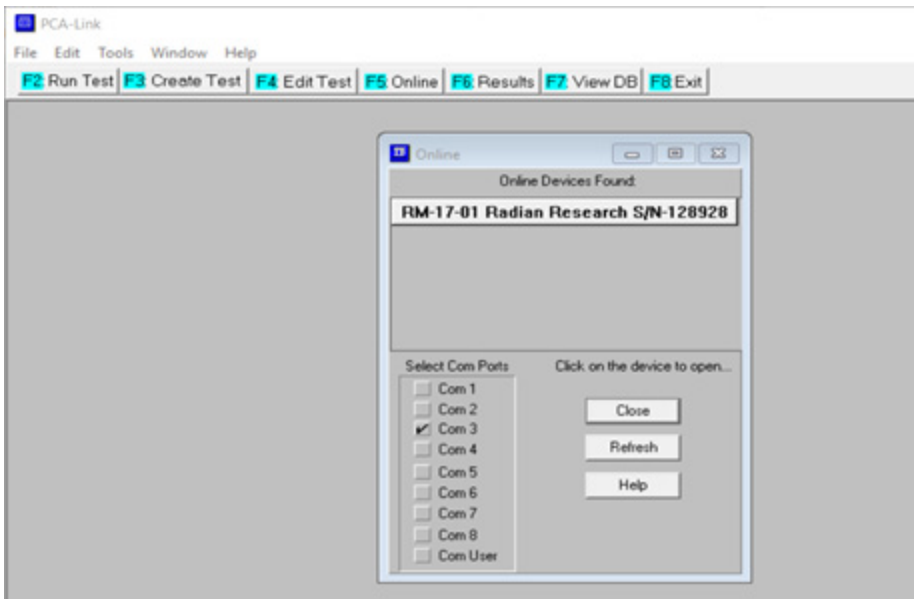 PCA-Link
File Edit Tools Window Help
F2: Run Test F3: Create Test F4: Edit Test F5: Online F6: Results F7: View DB F8: Exit
Online
Online Devices Found:
RM-17-01 Radian Research S/N-128928
Select Com Ports
Click on the device to open...
Com 1
Com 2
Com 3
Com 4
Com 5
Com 6
Com 7
Com 8
Com User
Close
Refresh
Help